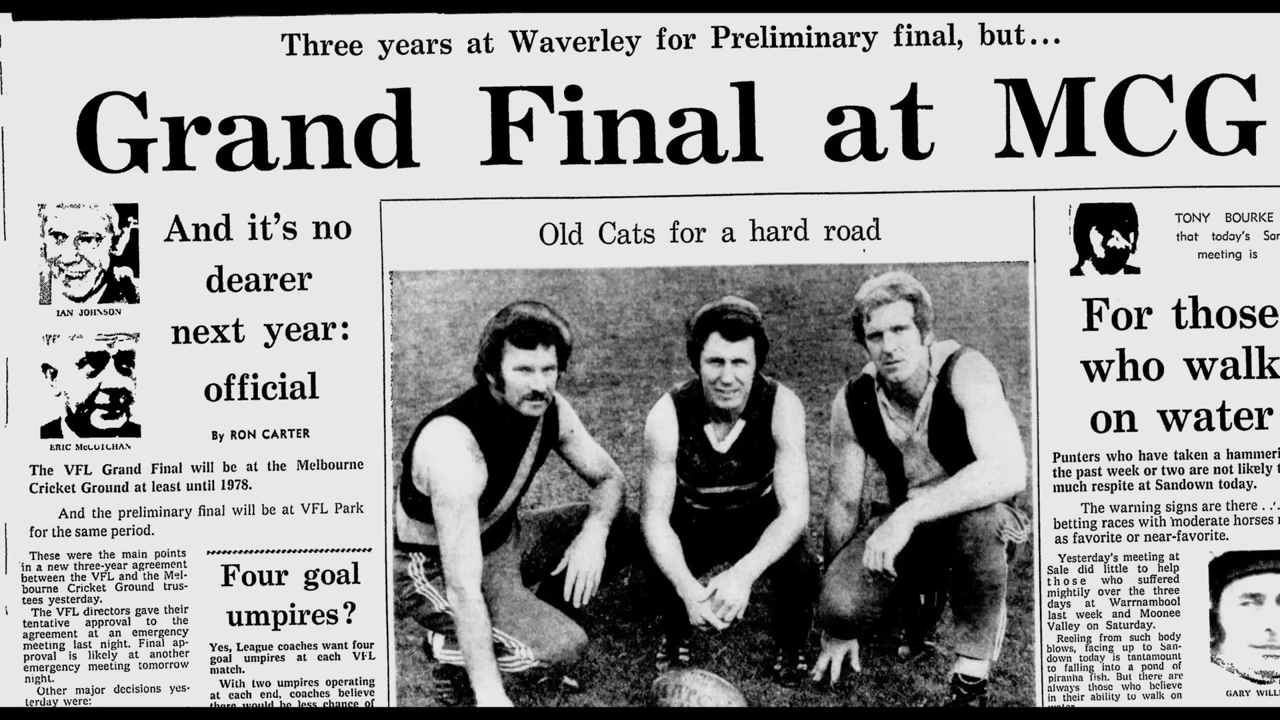 Three years at Waverley for Preliminary final, but...
Grand Final at MCG
IAN JOHNSON
ERIC McCUTCHAN
And it's no
dearer
next year:
official
By RON CARTER
The VFL Grand Final will be at the Melbourne
Cricket Ground at least until 1978.
And the preliminary final will be at VFL Park
for the same period.
These were the main points
in a new three-year agreement
between the VFL and the Mel-
bourne Cricket Ground trus-
tees yesterday.
The VFL directors gave their
tentative approval to the
agreement at an emergency
meeting last night. Final ap-
proval is likely at another
emergency meeting tomorrow
night.
Other major decisions yes-
terday were:
Four goal
umpires?
Yes, League coaches want four
goal umpires at each VFL
match.
With two umpires operating
at each end, coaches believe
there would be less chance of
Old Cats for a hard road
TONY BOURKE
that today's San
meeting is
For those
who walk
on water
Punters who have taken a hammeri
the past week or two are not likely t
much respite at Sandown today.
The warning signs are there . . .
betting races with moderate horses
as favorite or near-favorite.
Yesterday's meeting at
Sale did little to help
those who suffered
mightily over the three
days at Warrnambool
last week and Moonee
Valley on Saturday.
Reeling from such body
blows, facing up to San-
down today is tantamount
to falling into a pond of
piranha fish. But there are
always those who believe
in their ability to walk on
water.
GARY WILL